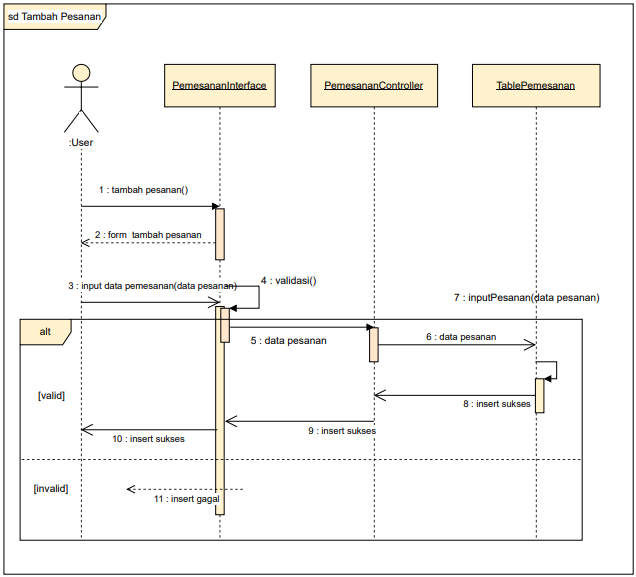 sd Tambah Pesanan
PemesananInterface
PemesananController
TablePemesanan
:User
1 : tambah pesanan()
2 : form tambah pesanan
3 : input data pemesanan(data pesanan)
4 : validasi()
7 : inputPesanan(data pesanan)
alt
5 : data pesanan
6 : data pesanan
[valid]
8 : insert sukses
9 : insert sukses
10 : insert sukses
[invalid]
11 : insert gagal